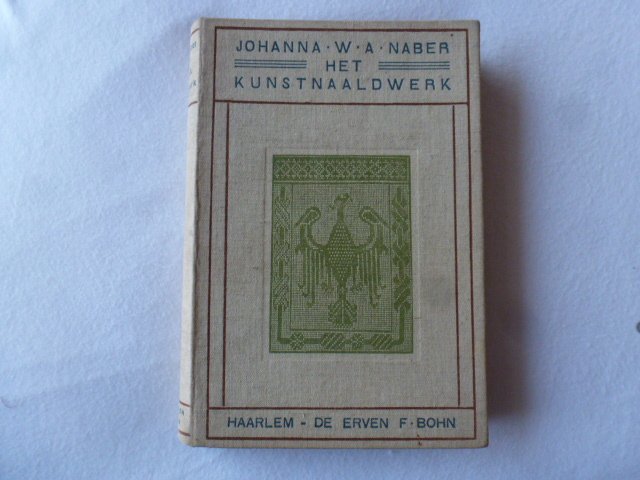 JOHANNA · W · A · NABER
HET
KUNSTNAALDWERK
HAARLEM - DE ERVEN F · BOHN